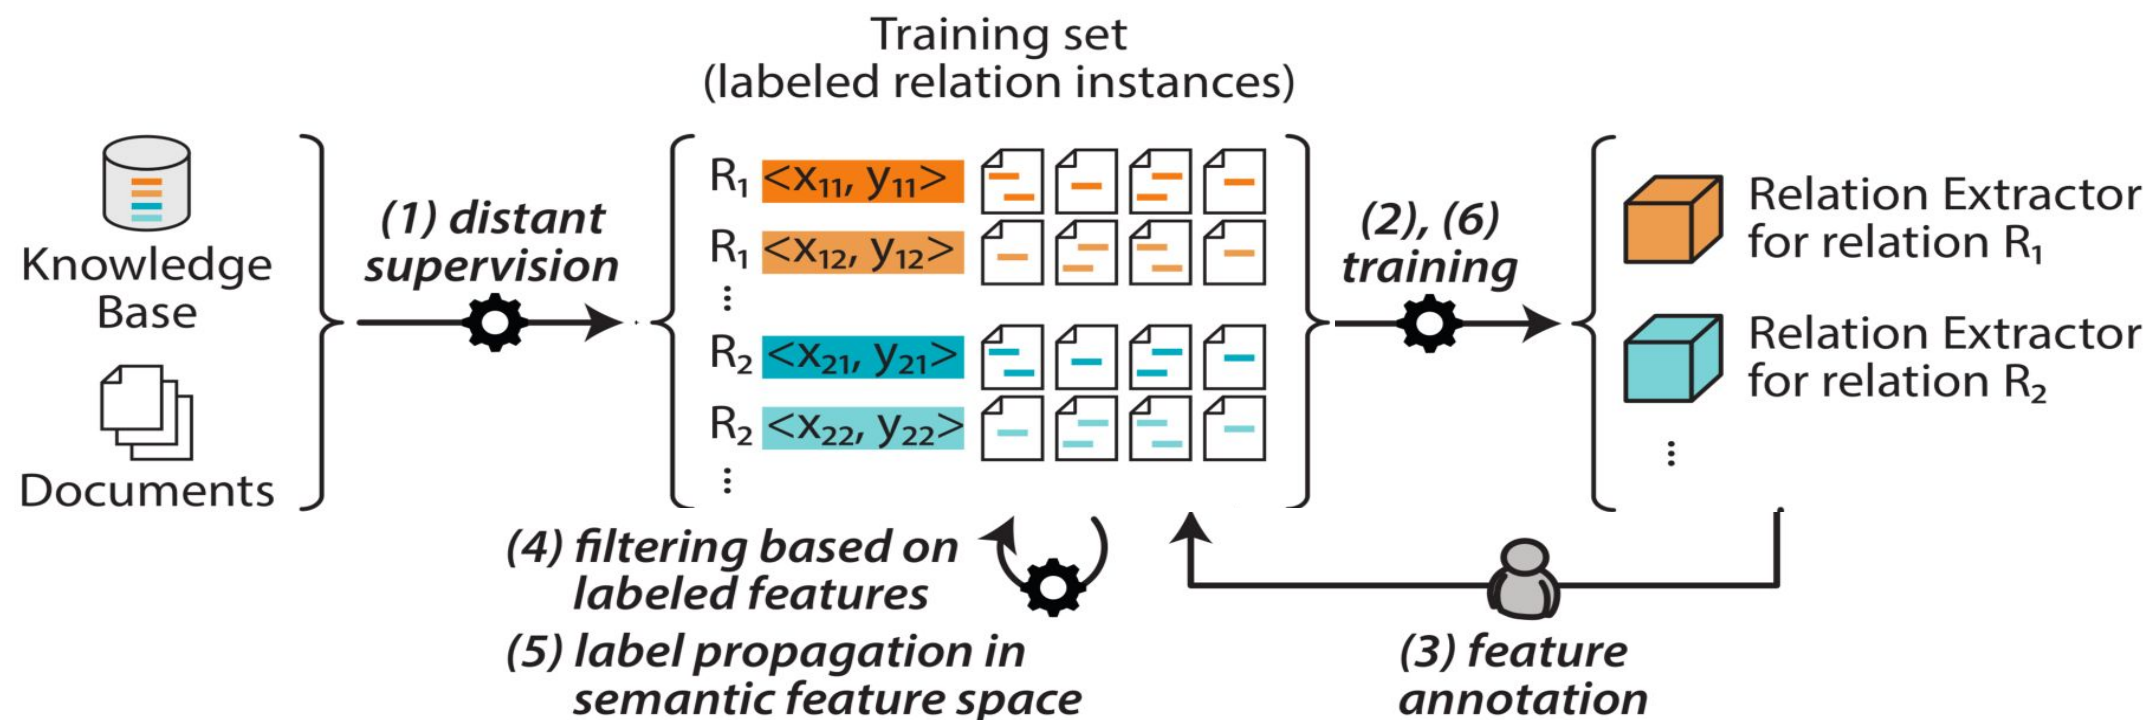 Training set
(labeled relation instances)
Knowledge
Base
Documents
(1) distant
supervision
R₁ <x₁₁, y₁₁>
R₁ <x₁₂, y₁₂>
⋮
R₂ <x₂₁, y₂₁>
R₂ <x₂₂, y₂₂>
⋮
(2), (6)
training
Relation Extractor
for relation R₁
Relation Extractor
for relation R₂
⋮
(4) filtering based on
labeled features
(5) label propagation in
semantic feature space
(3) feature
annotation